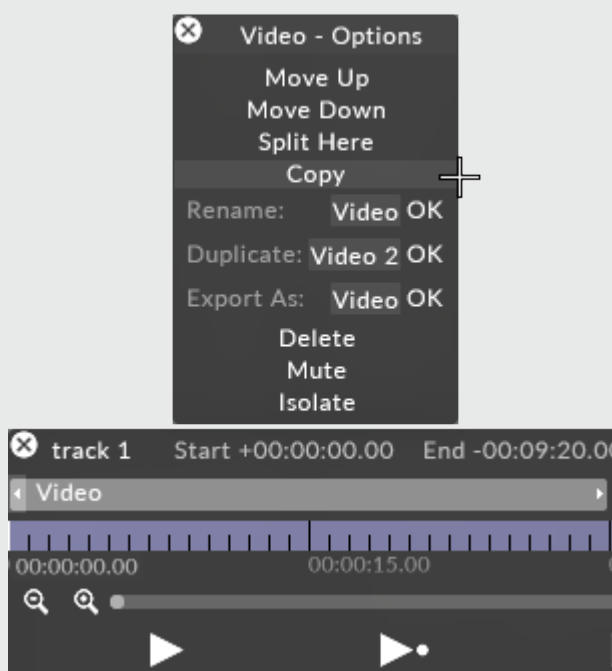 Video - Options
Move Up
Move Down
Split Here
Copy
Rename: Video OK
Duplicate: Video 2 OK
Export As: Video OK
Delete
Mute
Isolate
track 1 Start +00:00:00.00 End -00:09:20.00
Video
00:00:00.00 00:00:15.00